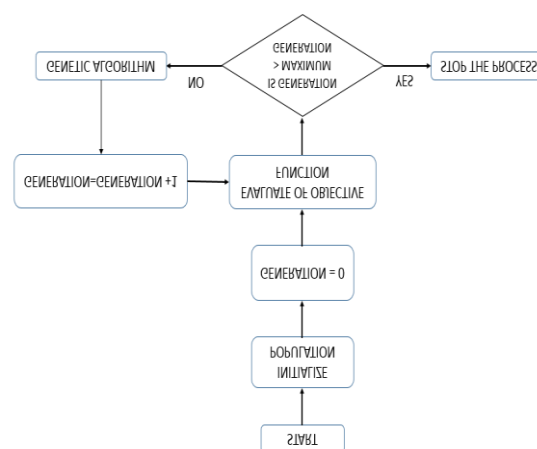 START
INITIALIZE
POPULATION
GENERATION = 0
EVALUATE OF OBJECTIVE
FUNCTION
IS GENERATION
> MAXIMUM
GENERATION
YES
STOP THE PROCESS
NO
GENETIC ALGORITHM
GENERATION=GENERATION +1